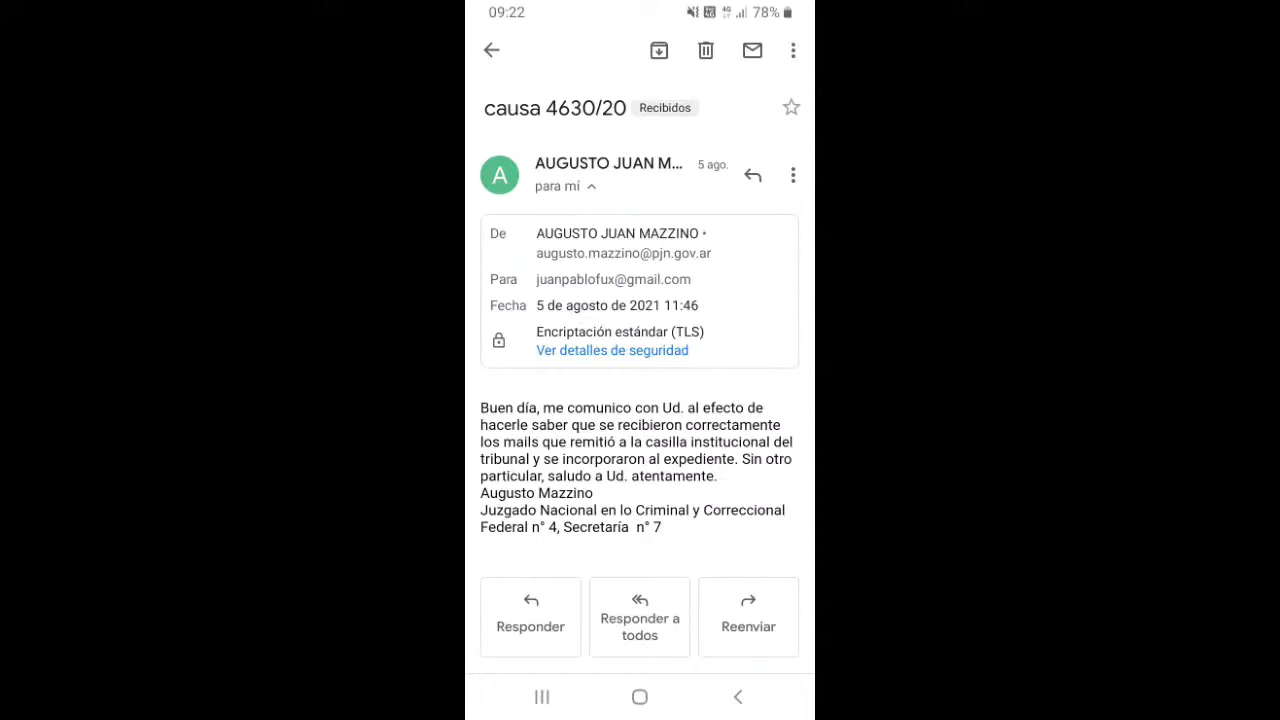 09:22 4G 78%
causa 4630/20 Recibidos
A
AUGUSTO JUAN M... 5 ago.
para mí
De AUGUSTO JUAN MAZZINO •
augusto.mazzino@pjn.gov.ar
Para juanpablofux@gmail.com
Fecha 5 de agosto de 2021 11:46
Encriptación estándar (TLS)
Ver detalles de seguridad
Buen día, me comunico con Ud. al efecto de
hacerle saber que se recibieron correctamente
los mails que remitió a la casilla institucional del
tribunal y se incorporaron al expediente. Sin otro
particular, saludo a Ud. atentamente.
Augusto Mazzino
Juzgado Nacional en lo Criminal y Correccional
Federal n° 4, Secretaría  n° 7
Responder
Responder a
todos
Reenviar